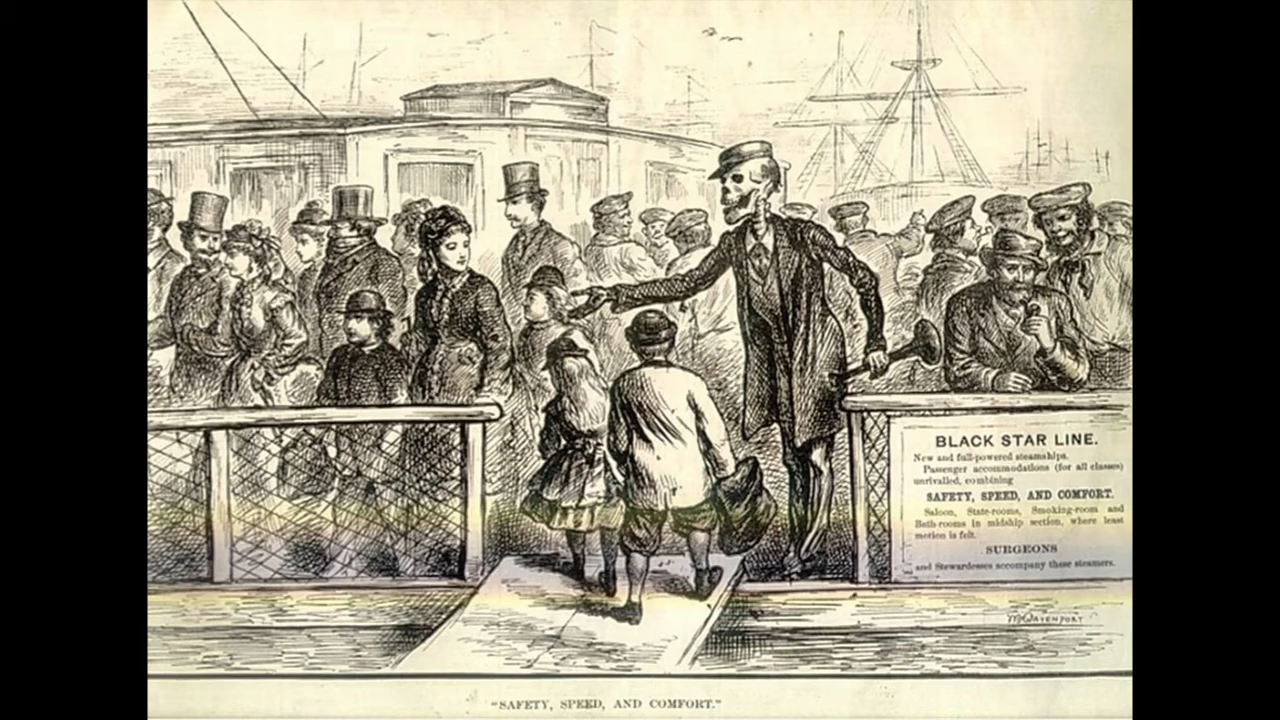 BLACK STAR LINE.
New and full-powered steamships.
Passenger accommodations (for all classes)
unrivalled, combining
SAFETY, SPEED, AND COMFORT.
Saloon, State-rooms, Smoking-room and
Bath-rooms in midship section, where least
motion is felt.
SURGEONS
and Stewardesses accompany these steamers.
McDAVENPORT
"SAFETY, SPEED, AND COMFORT."